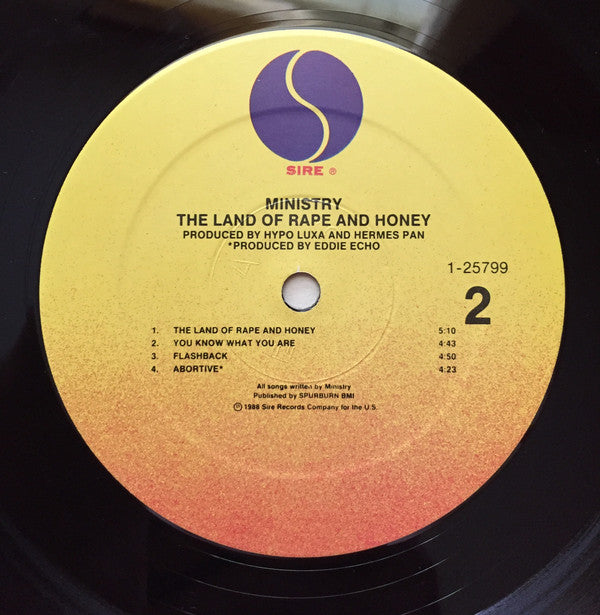 SIRE ®
MINISTRY
THE LAND OF RAPE AND HONEY
PRODUCED BY HYPO LUXA AND HERMES PAN
*PRODUCED BY EDDIE ECHO
1-25799
2
1. THE LAND OF RAPE AND HONEY 5:10
2. YOU KNOW WHAT YOU ARE 4:43
3. FLASHBACK 4:50
4. ABORTIVE* 4:23
All songs written by Ministry
Published by SPURBURN BMI
℗ 1988 Sire Records Company for the U.S.